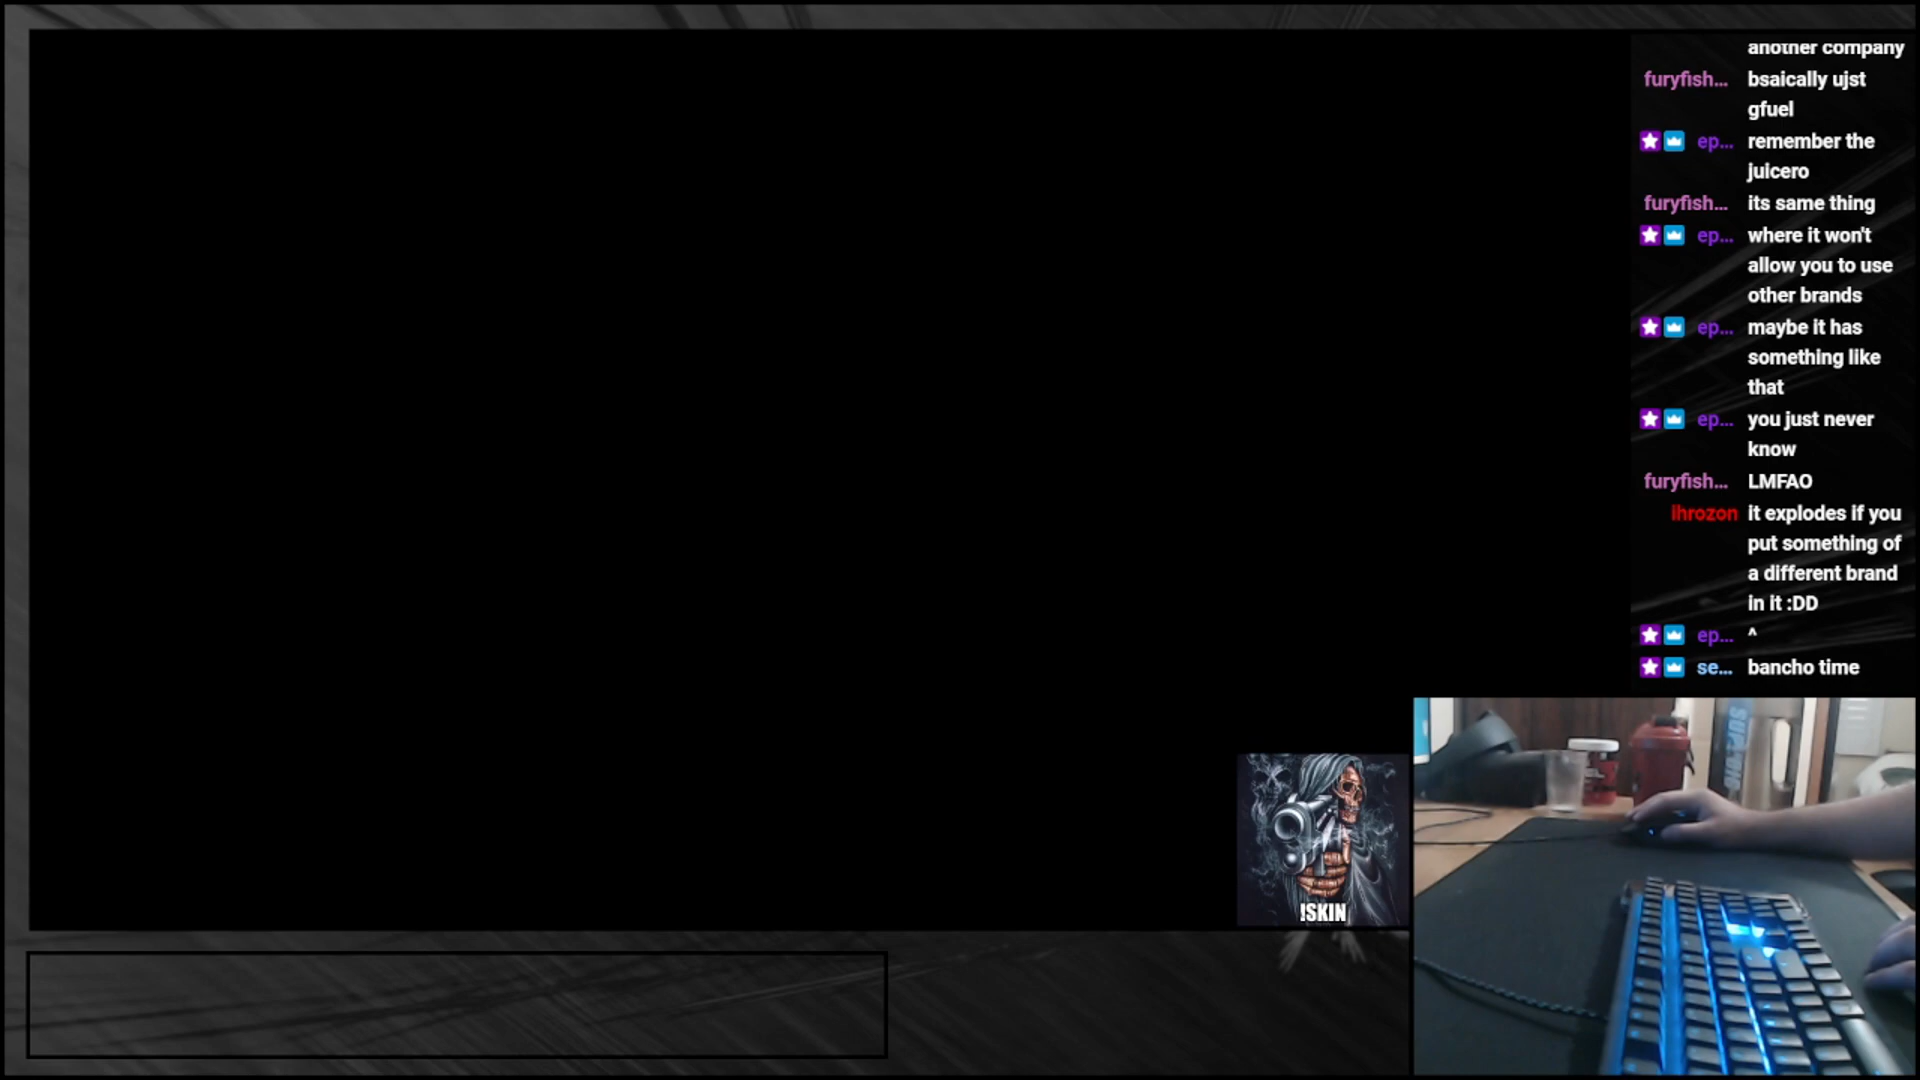 another company
furyfish... bsaically ujst
gfuel
ep... remember the
juicero
furyfish... its same thing
ep... where it won't
allow you to use
other brands
ep... maybe it has
something like
that
ep... you just never
know
furyfish... LMFAO
ihrozon it explodes if you
put something of
a different brand
in it :DD
ep... ^
se... bancho time
!SKIN